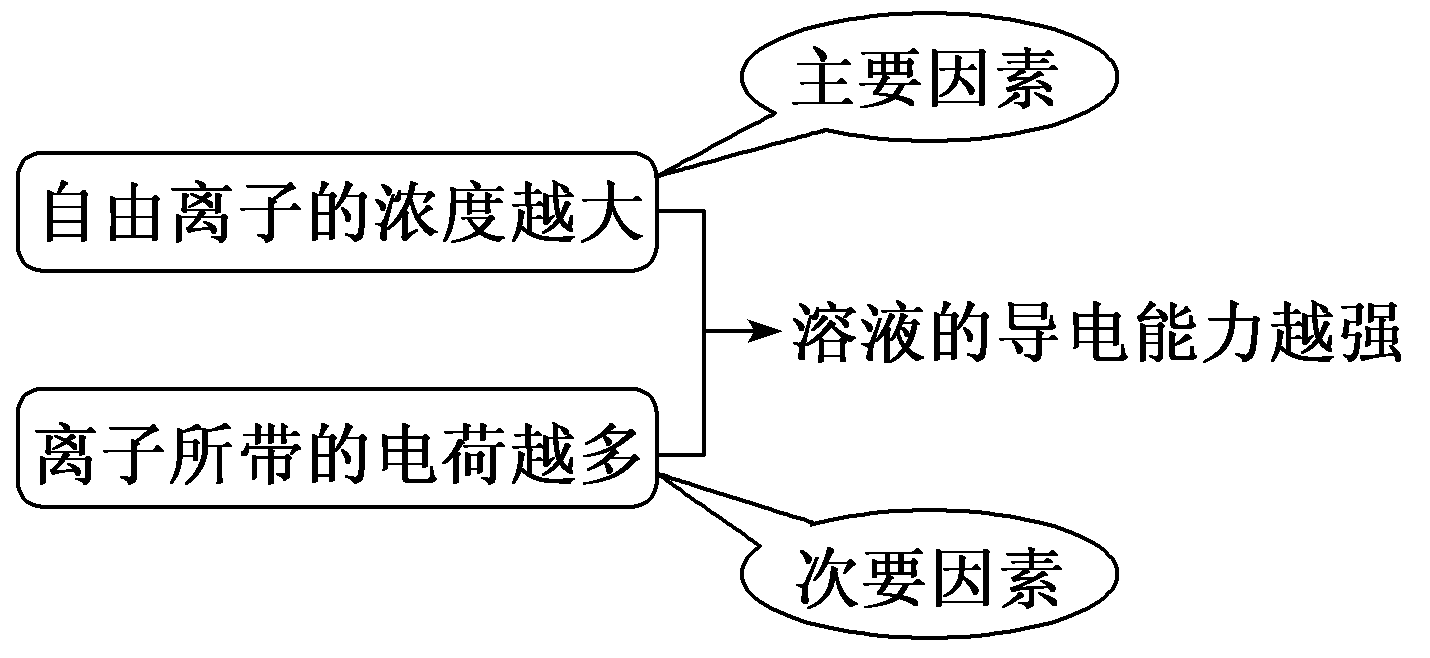 主要因素
自由离子的浓度越大
溶液的导电能力越强
离子所带的电荷越多
次要因素